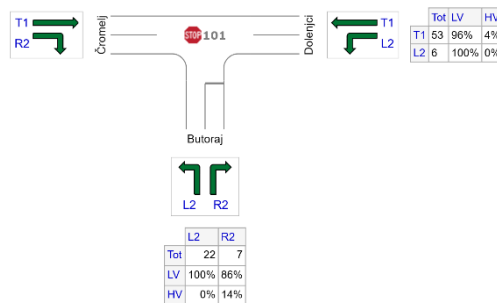 T1
R2
Črnomelj
STOP 101
Dolenjci
T1
L2
Tot LV HV
T1 53 96% 4%
L2 6 100% 0%
Butoraj
L2 R2
L2 R2
Tot 22 7
LV 100% 86%
HV 0% 14%